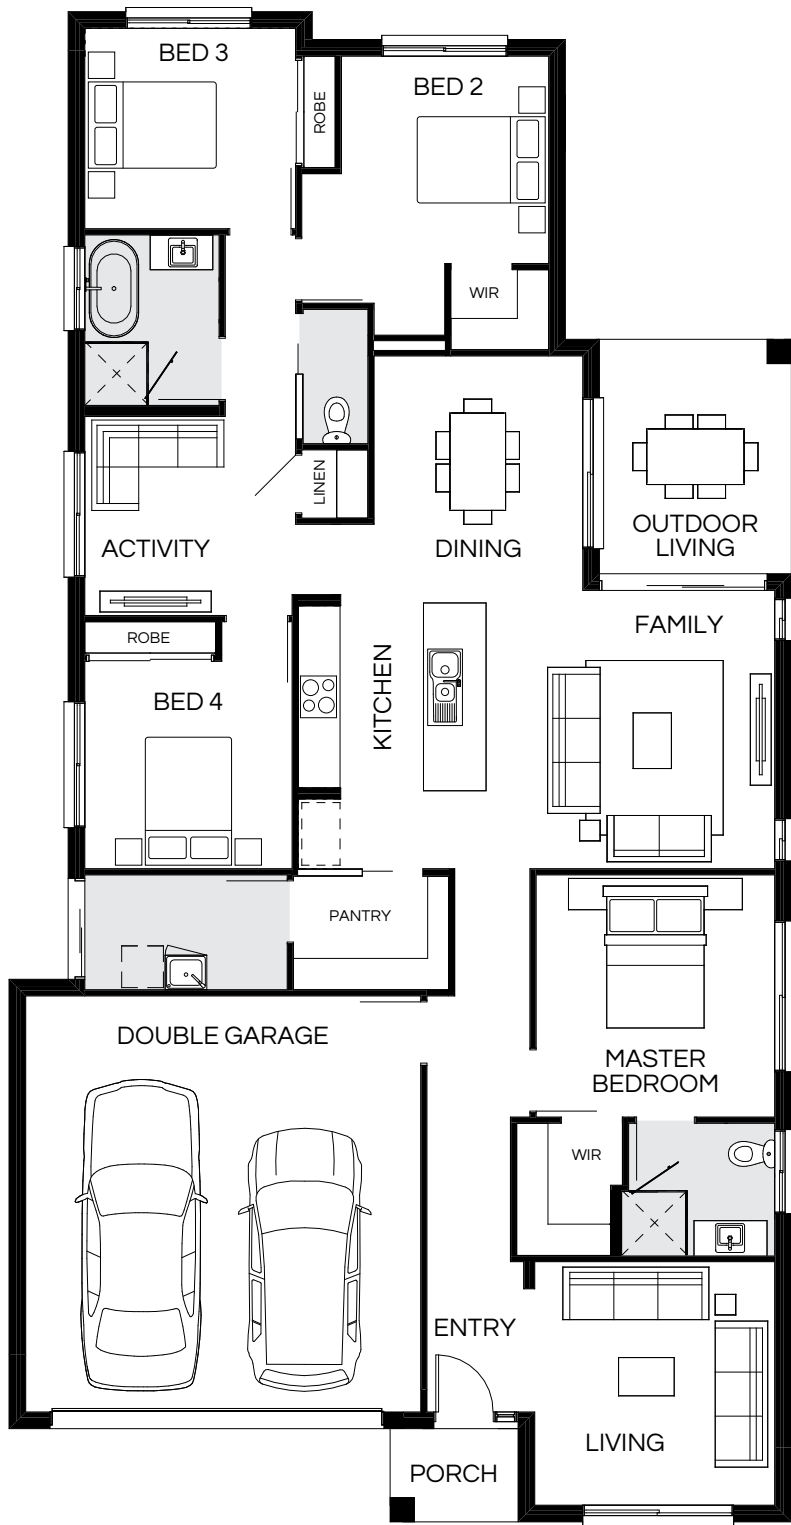 BED 3
BED 2
ROBE
WIR
LINEN
ACTIVITY
DINING
OUTDOOR
LIVING
FAMILY
ROBE
KITCHEN
BED 4
PANTRY
DOUBLE GARAGE
MASTER
BEDROOM
WIR
ENTRY
LIVING
PORCH